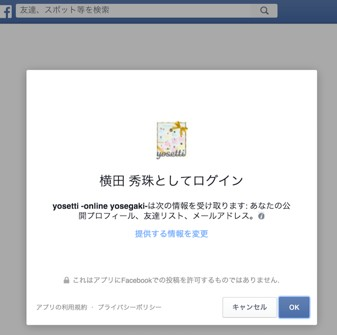 友達、スポット等を検索
yosetti
横田 秀珠としてログイン
yosetti -online yosegaki-は次の情報を受け取ります: あなたの公
開プロフィール、友達リスト、メールアドレス。
提供する情報を変更
これはアプリにFacebookでの投稿を許可するものではありません.
アプリの利用規約 · プライバシーポリシー
キャンセル
OK